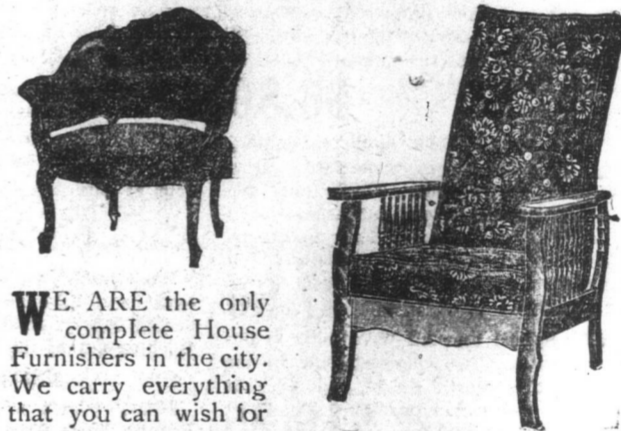 WE ARE the only
complete House
Furnishers in the city.
We carry everything
that you can wish for